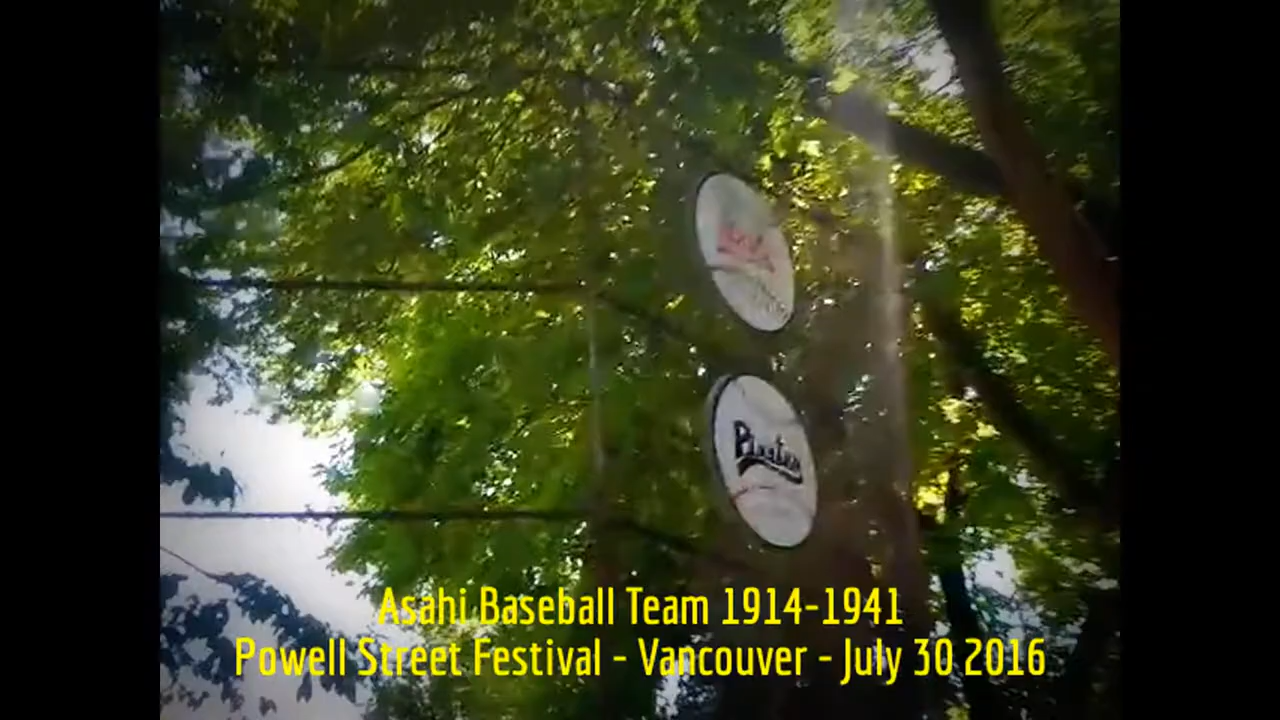 Asahi Baseball Team 1914-1941
Powell Street Festival - Vancouver - July 30 2016